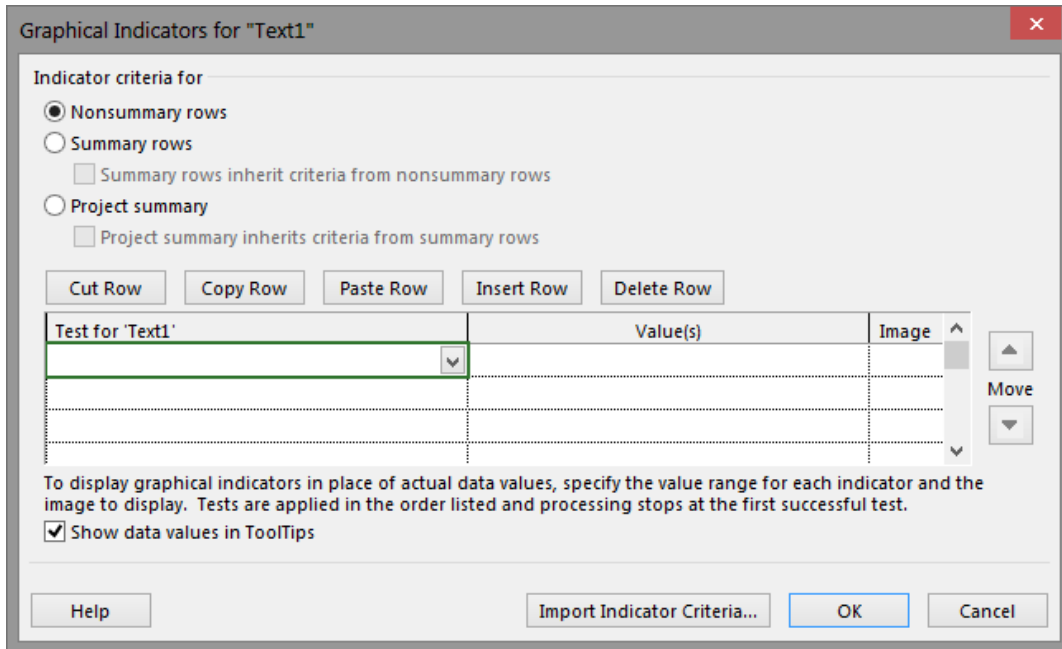 Graphical Indicators for "Text1"
Indicator criteria for
Nonsummary rows
Summary rows
Summary rows inherit criteria from nonsummary rows
Project summary
Project summary inherits criteria from summary rows
Cut Row Copy Row Paste Row Insert Row Delete Row
Test for 'Text1' Value(s) Image
Move
To display graphical indicators in place of actual data values, specify the value range for each indicator and the
image to display. Tests are applied in the order listed and processing stops at the first successful test.
Show data values in ToolTips
Help Import Indicator Criteria... OK Cancel